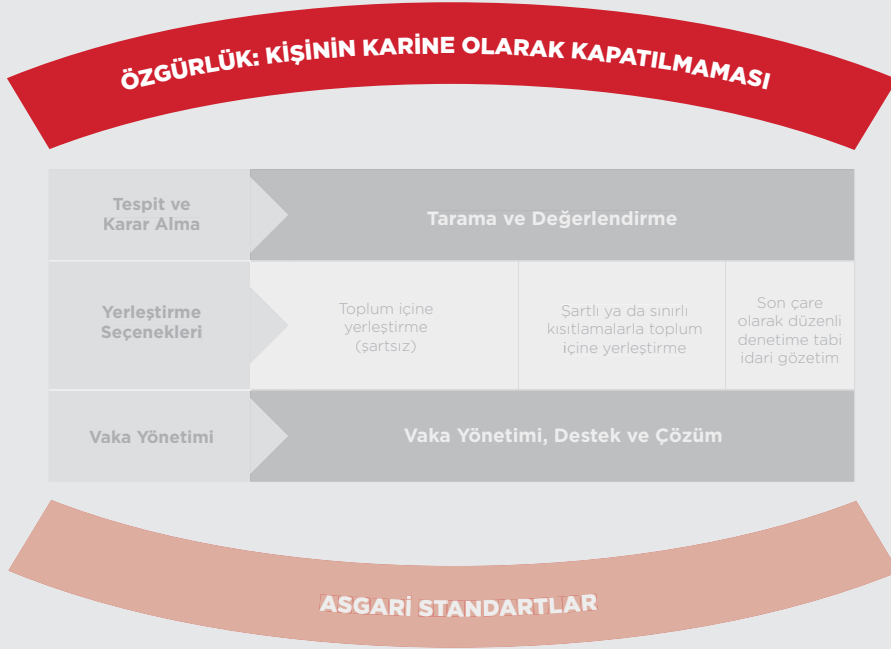 ÖZGÜRLÜK: KİŞİNİN KARİNE OLARAK KAPATILMAMASI
Tespit ve
Karar Alma
Tarama ve Değerlendirme
Yerleştirme
Seçenekleri
Toplum içine
yerleştirme
(şartsız)
Şartlı ya da sınırlı
kısıtlamalarla toplum
içine yerleştirme
Son çare
olarak düzenli
denetime tabi
idari gözetim
Vaka Yönetimi
Vaka Yönetimi, Destek ve Çözüm
ASGARİ STANDARTLAR